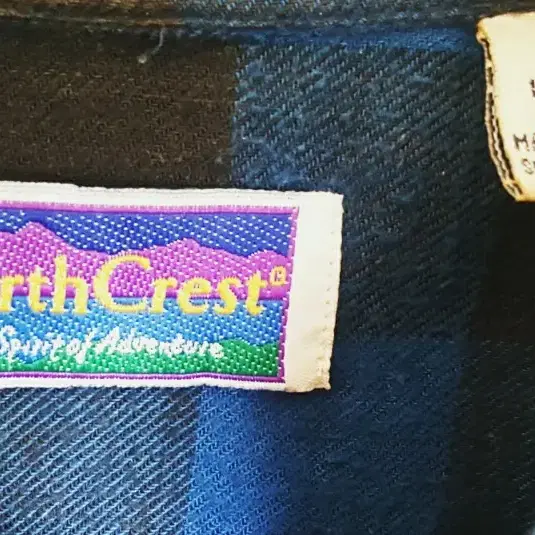 rthCrest®
Spirit of Adventure